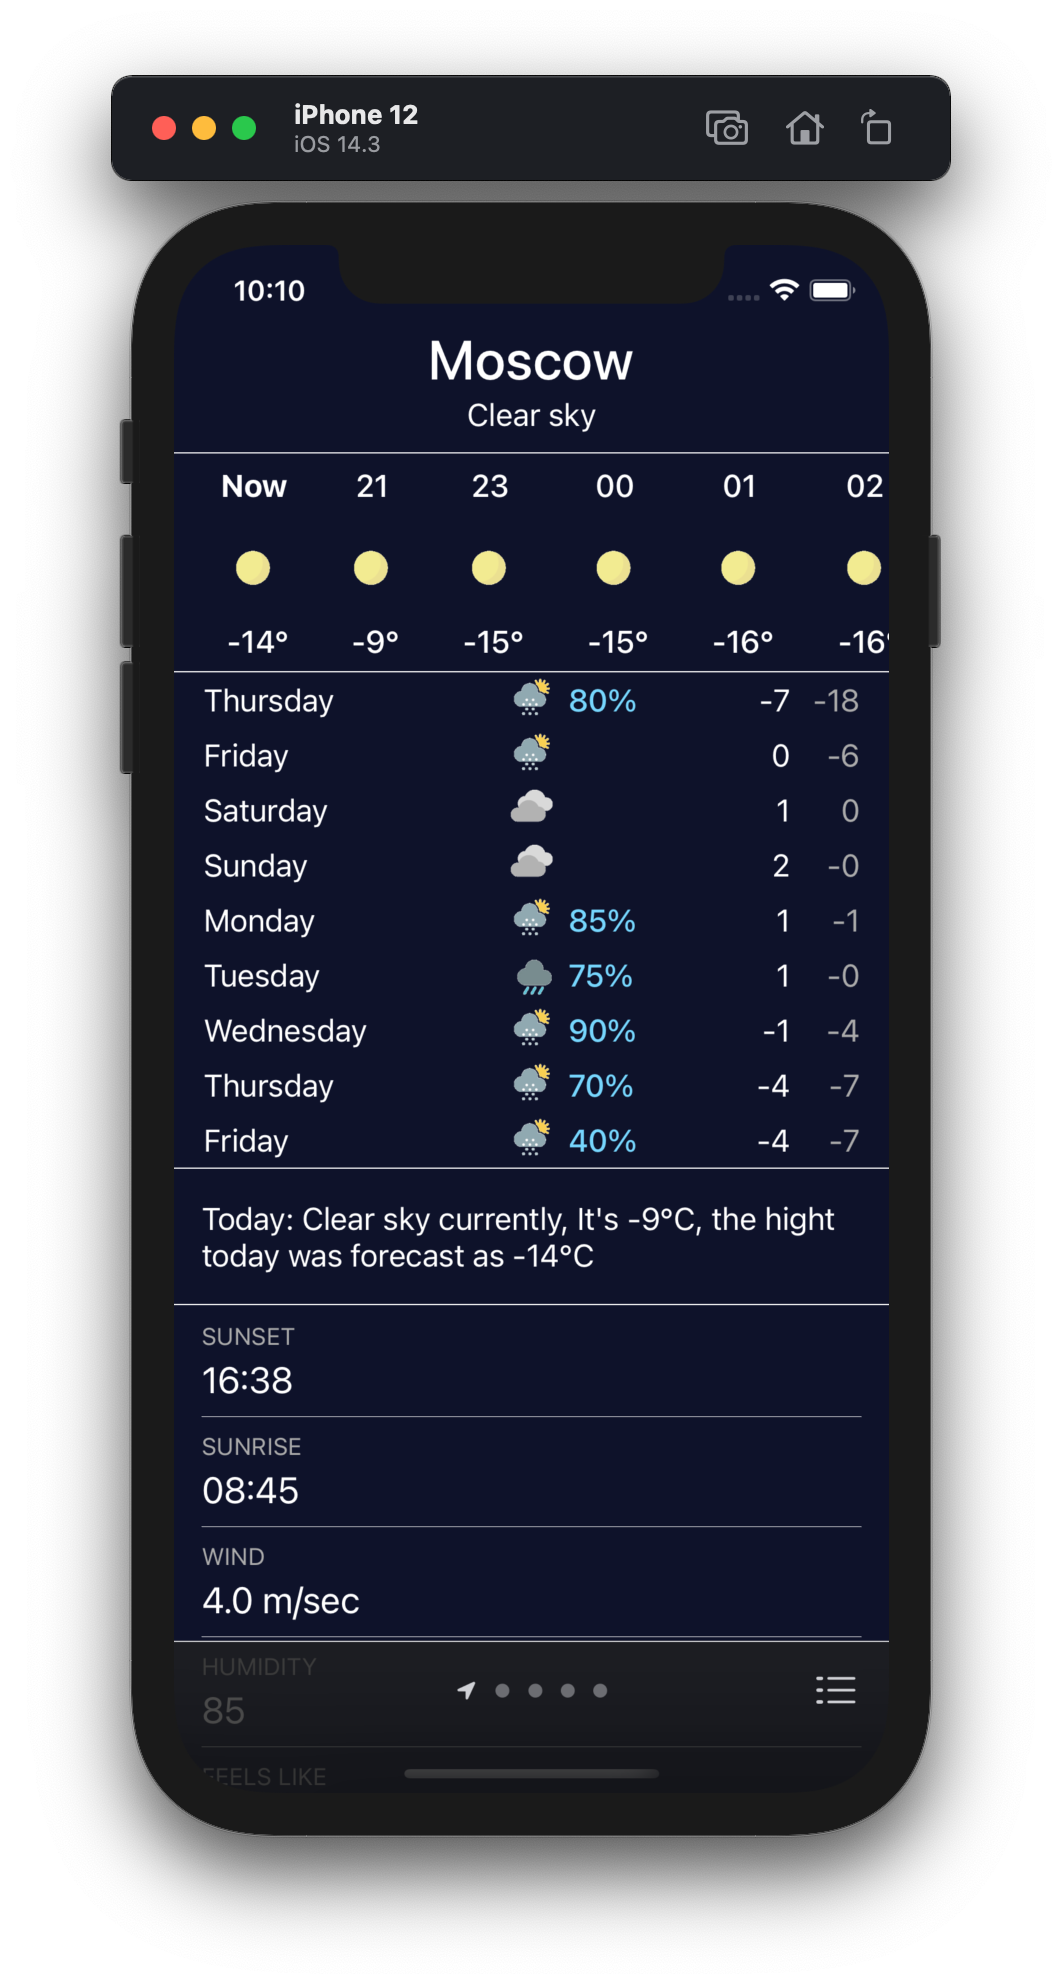 iPhone 12
iOS 14.3
10:10
Moscow
Clear sky
Now 21 23 00 01 02
-14° -9° -15° -15° -16° -16°
Thursday 80% -7 -18
Friday 0 -6
Saturday 1 0
Sunday 2 -0
Monday 85% 1 -1
Tuesday 75% 1 -0
Wednesday 90% -1 -4
Thursday 70% -4 -7
Friday 40% -4 -7
Today: Clear sky currently, It's -9°C, the hight
today was forecast as -14°C
SUNSET
16:38
SUNRISE
08:45
WIND
4.0 m/sec
HUMIDITY
85
FEELS LIKE